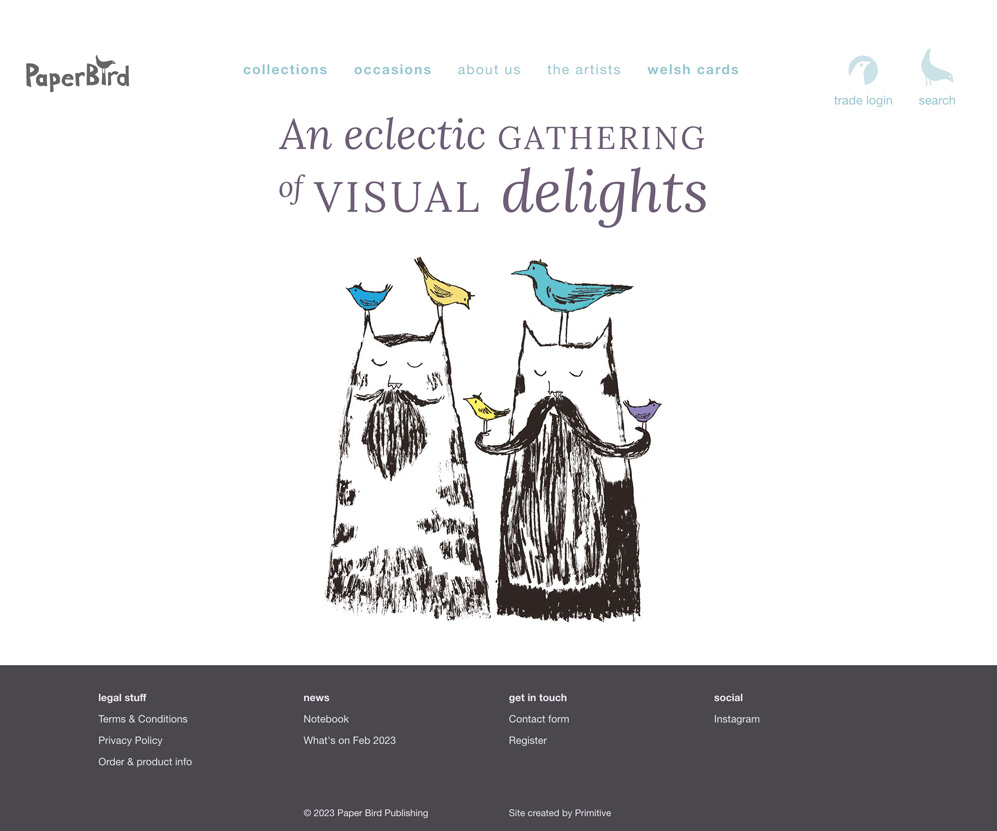 PaperBird
collections occasions about us the artists welsh cards
trade login search
An eclectic GATHERING
of VISUAL delights
legal stuff
Terms & Conditions
Privacy Policy
Order & product info
news
Notebook
What's on Feb 2023
get in touch
Contact form
Register
social
Instagram
© 2023 Paper Bird Publishing
Site created by Primitive